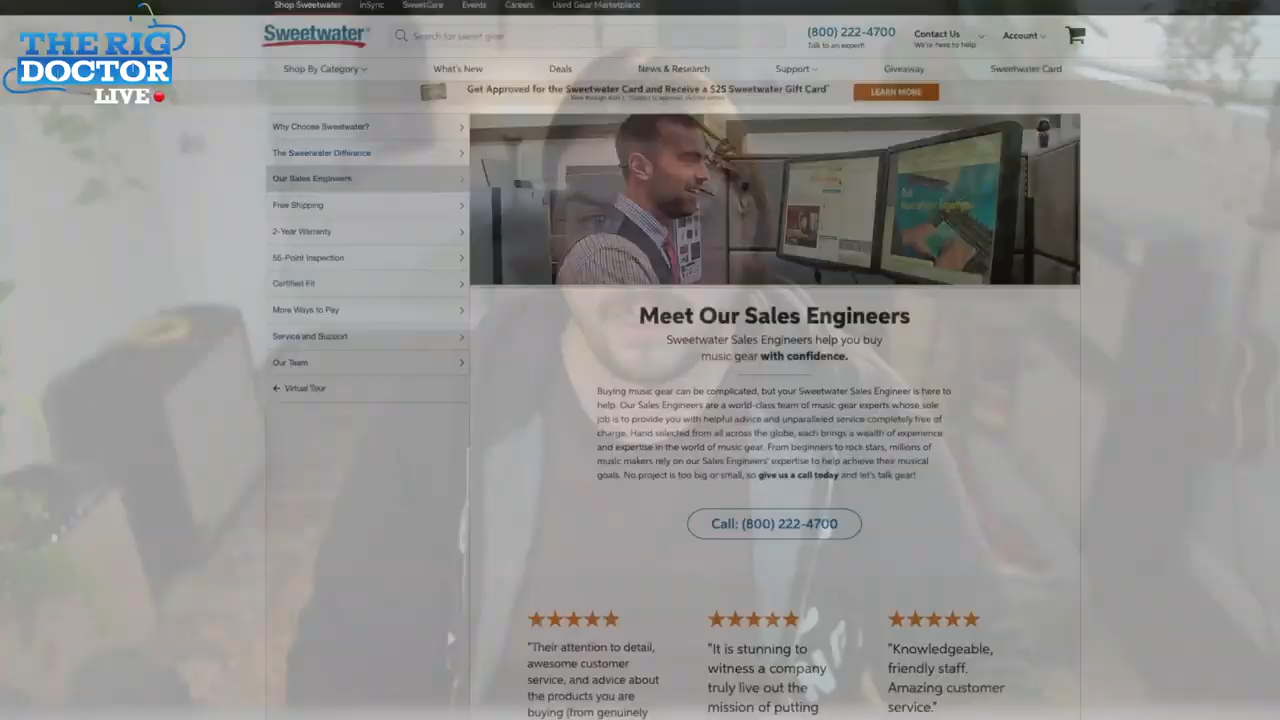 THE RIG
DOCTOR
LIVE
Shop Sweetwater inSync SweetCare Events Careers Used Gear Marketplace
Sweetwater
Search for sweet gear
(800) 222-4700
Talk to an expert!
Contact Us
We're here to help
Account
Shop By Category What's New Deals News & Research Support Giveaway Sweetwater Card
Get Approved for the Sweetwater Card and Receive a $25 Sweetwater Gift Card*
LEARN MORE
Why Choose Sweetwater?
The Sweetwater Difference
Our Sales Engineers
Free Shipping
2-Year Warranty
55-Point Inspection
Certified Fit
More Ways to Pay
Service and Support
Our Team
Virtual Tour
Meet Our Sales Engineers
Sweetwater Sales Engineers help you buy
music gear with confidence.
Buying music gear can be complicated, but your Sweetwater Sales Engineer is here to
help. Our Sales Engineers are a world-class team of music gear experts whose sole
job is to provide you with helpful advice and unparalleled service completely free of
charge. Hand selected from all across the globe, each brings a wealth of experience
and expertise in the world of music gear. From beginners to rock stars, millions of
music makers rely on our Sales Engineers' expertise to help achieve their musical
goals. No project is too big or small, so give us a call today and let's talk gear!
Call: (800) 222-4700
"Their attention to detail,
awesome customer
service, and advice about
the products you are
buying (from genuinely
"It is stunning to
witness a company
truly live out the
mission of putting
"Knowledgeable,
friendly staff.
Amazing customer
service."